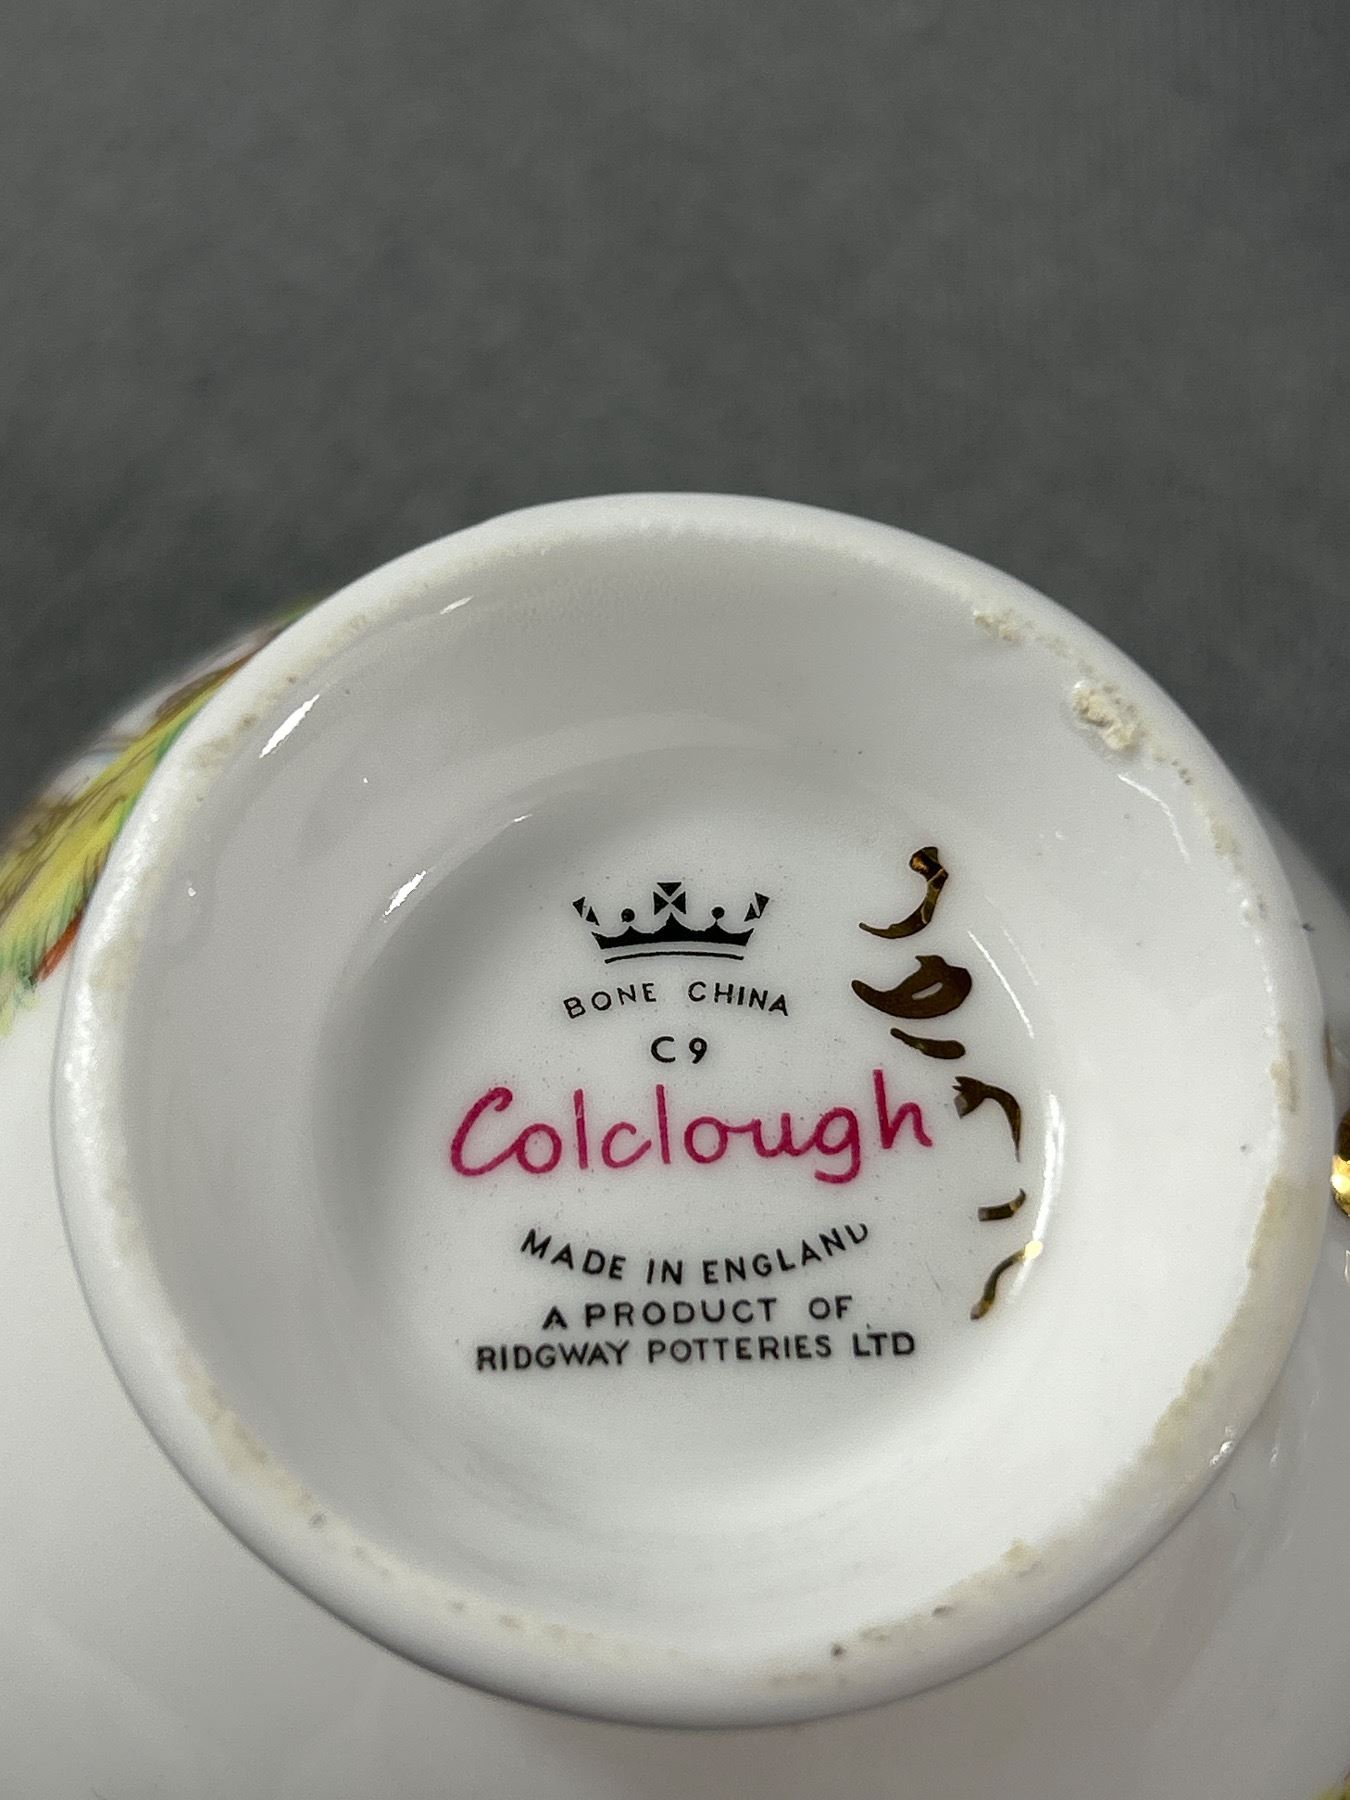 BONE CHINA
C9
Colclough
MADE IN ENGLAND
A PRODUCT OF
RIDGWAY POTTERIES LTD